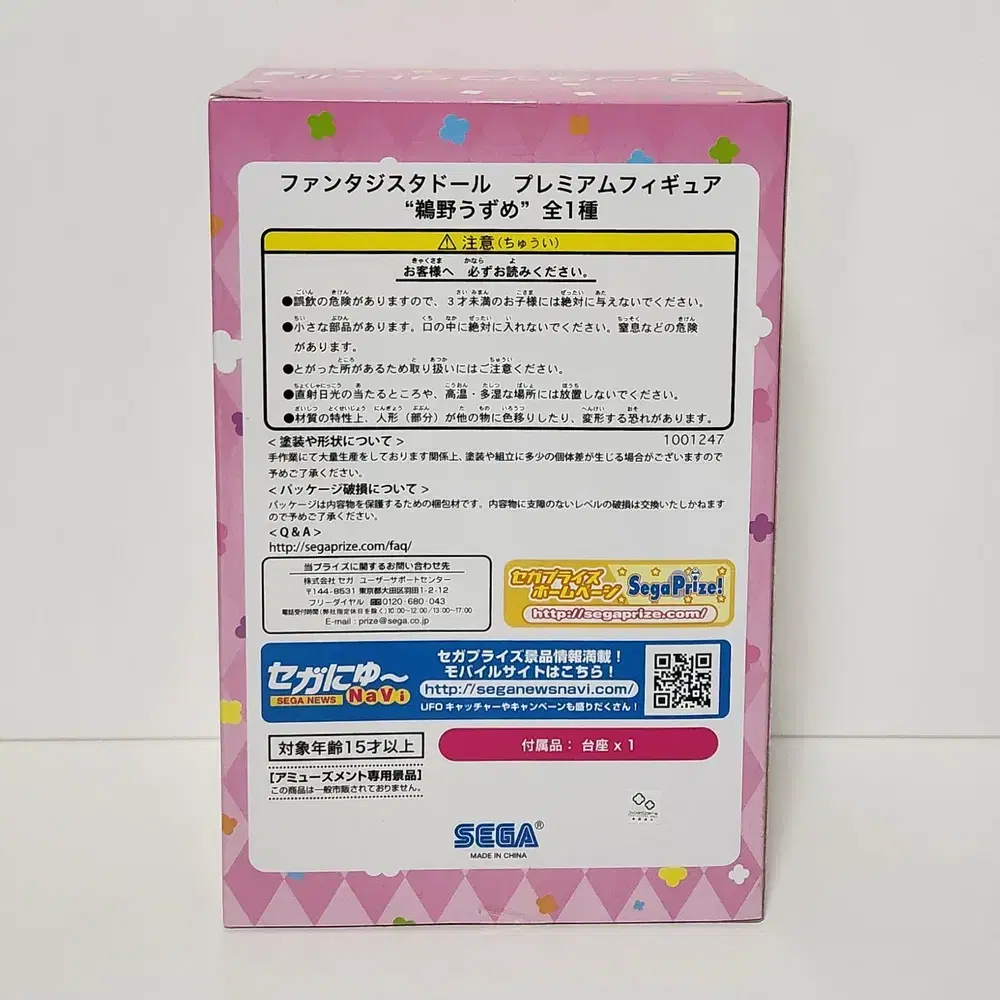 ファンタジスタドール　プレミアムフィギュア
“鵜野うずめ” 全1種
⚠ 注意(ちゅうい)
お客様へ 必ずお読みください。
●誤飲の危険がありますので、3才未満のお子様には絶対に与えないでください。
●小さな部品があります。口の中に絶対に入れないでください。窒息などの危険
があります。
●とがった所があるため取り扱いにはご注意ください。
●直射日光の当たるところや、高温・多湿な場所には放置しないでください。
●材質の特性上、人形(部分)が他の物に色移りしたり、変形する恐れがあります。
<塗装や形状について>
1001247
手作業にて大量生産をしております関係上、塗装や組立に多少の個体差が生じる場合がございますので
予めご了承ください。
<パッケージ破損について>
パッケージは内容物を保護するための梱包材です。内容物に支障のないレベルの破損は交換いたしかねます
ので予めご了承ください。
<Q&A>
http://segaprize.com/faq/
当プライズに関するお問い合わせ先
株式会社 セガ ユーザーサポートセンター
〒144-8531 東京都大田区羽田1-2-12
フリーダイヤル 0120-680-043
電話受付時間(弊社指定休日を除く)10:00~12:00/13:00~17:00
E-mail : prize@sega.co.jp
セガプライズ
ホームページ
SegaPrize!
http://segaprize.com/
セガにゅ〜
SEGA NEWS NaVi
セガプライズ景品情報満載!
モバイルサイトはこちら!
http://seganewsnavi.com/
UFOキャッチャーやキャンペーンも盛りだくさん!
対象年齢15才以上
付属品：台座 x 1
[アミューズメント専用景品]
この商品は一般市販されておりません。
SEGA®
MADE IN CHINA